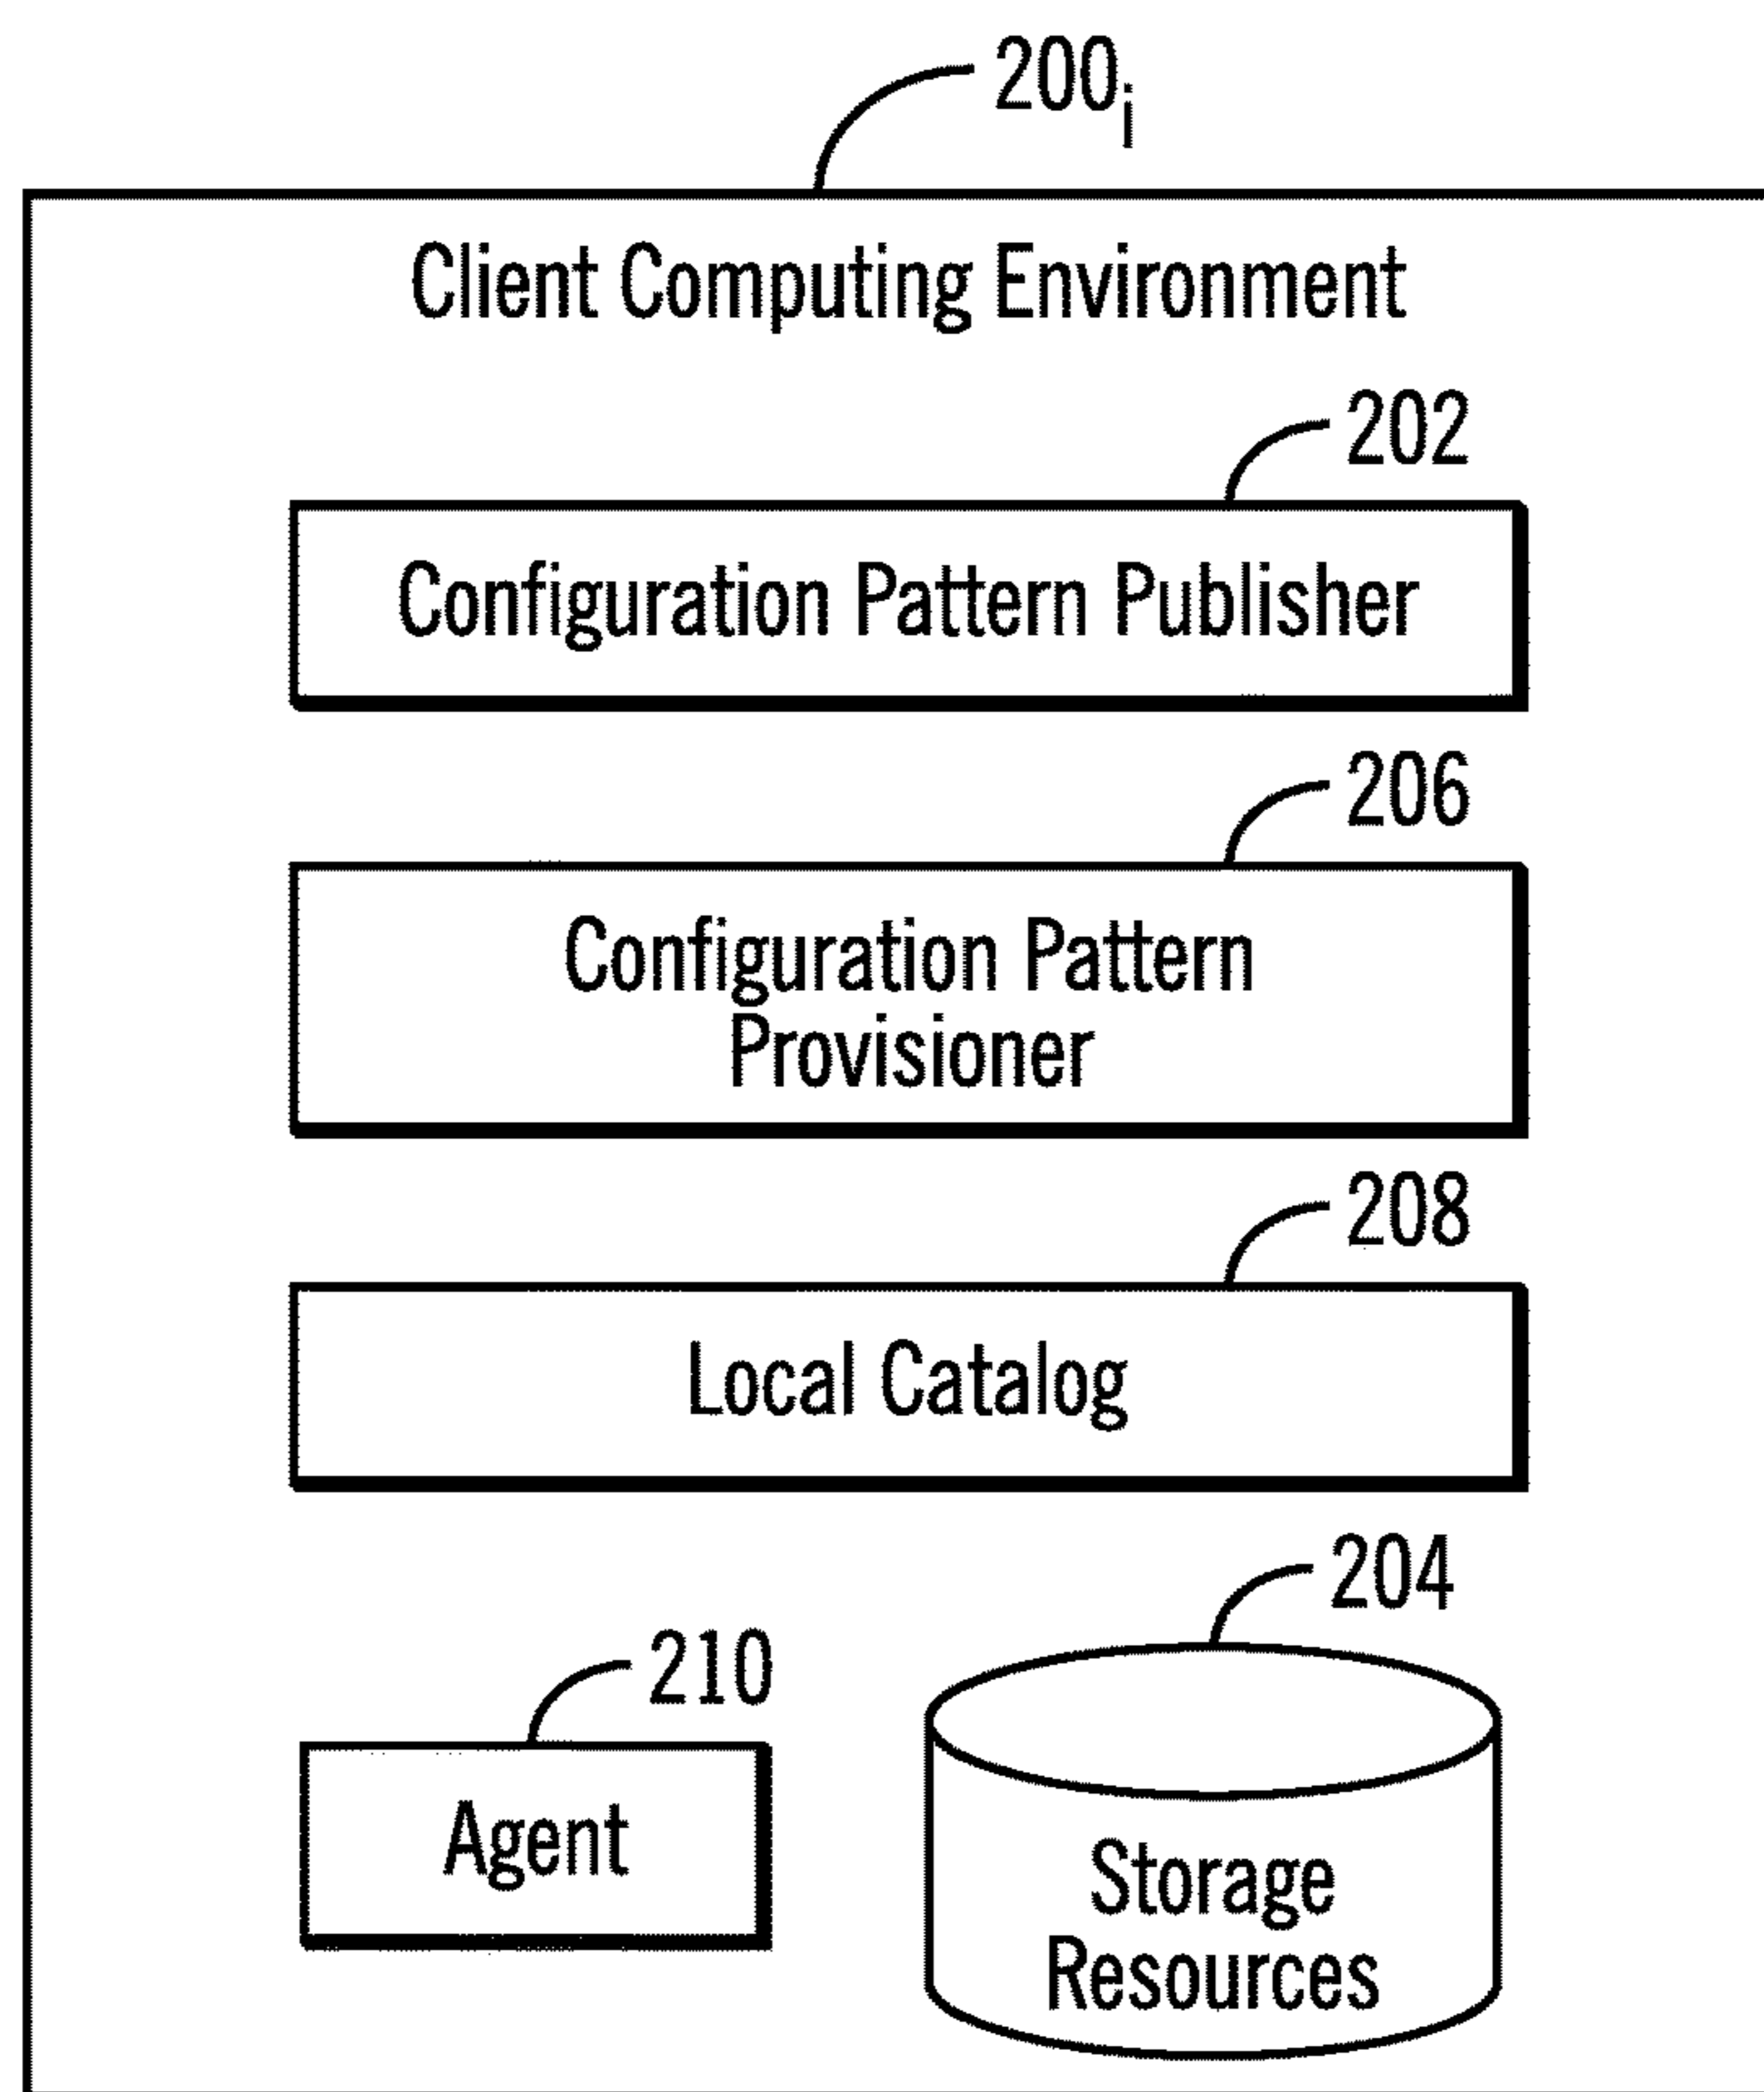 200i
Client Computing Environment
202
Configuration Pattern Publisher
206
Configuration Pattern
Provisioner
208
Local Catalog
204
210
Agent
Storage
Resources